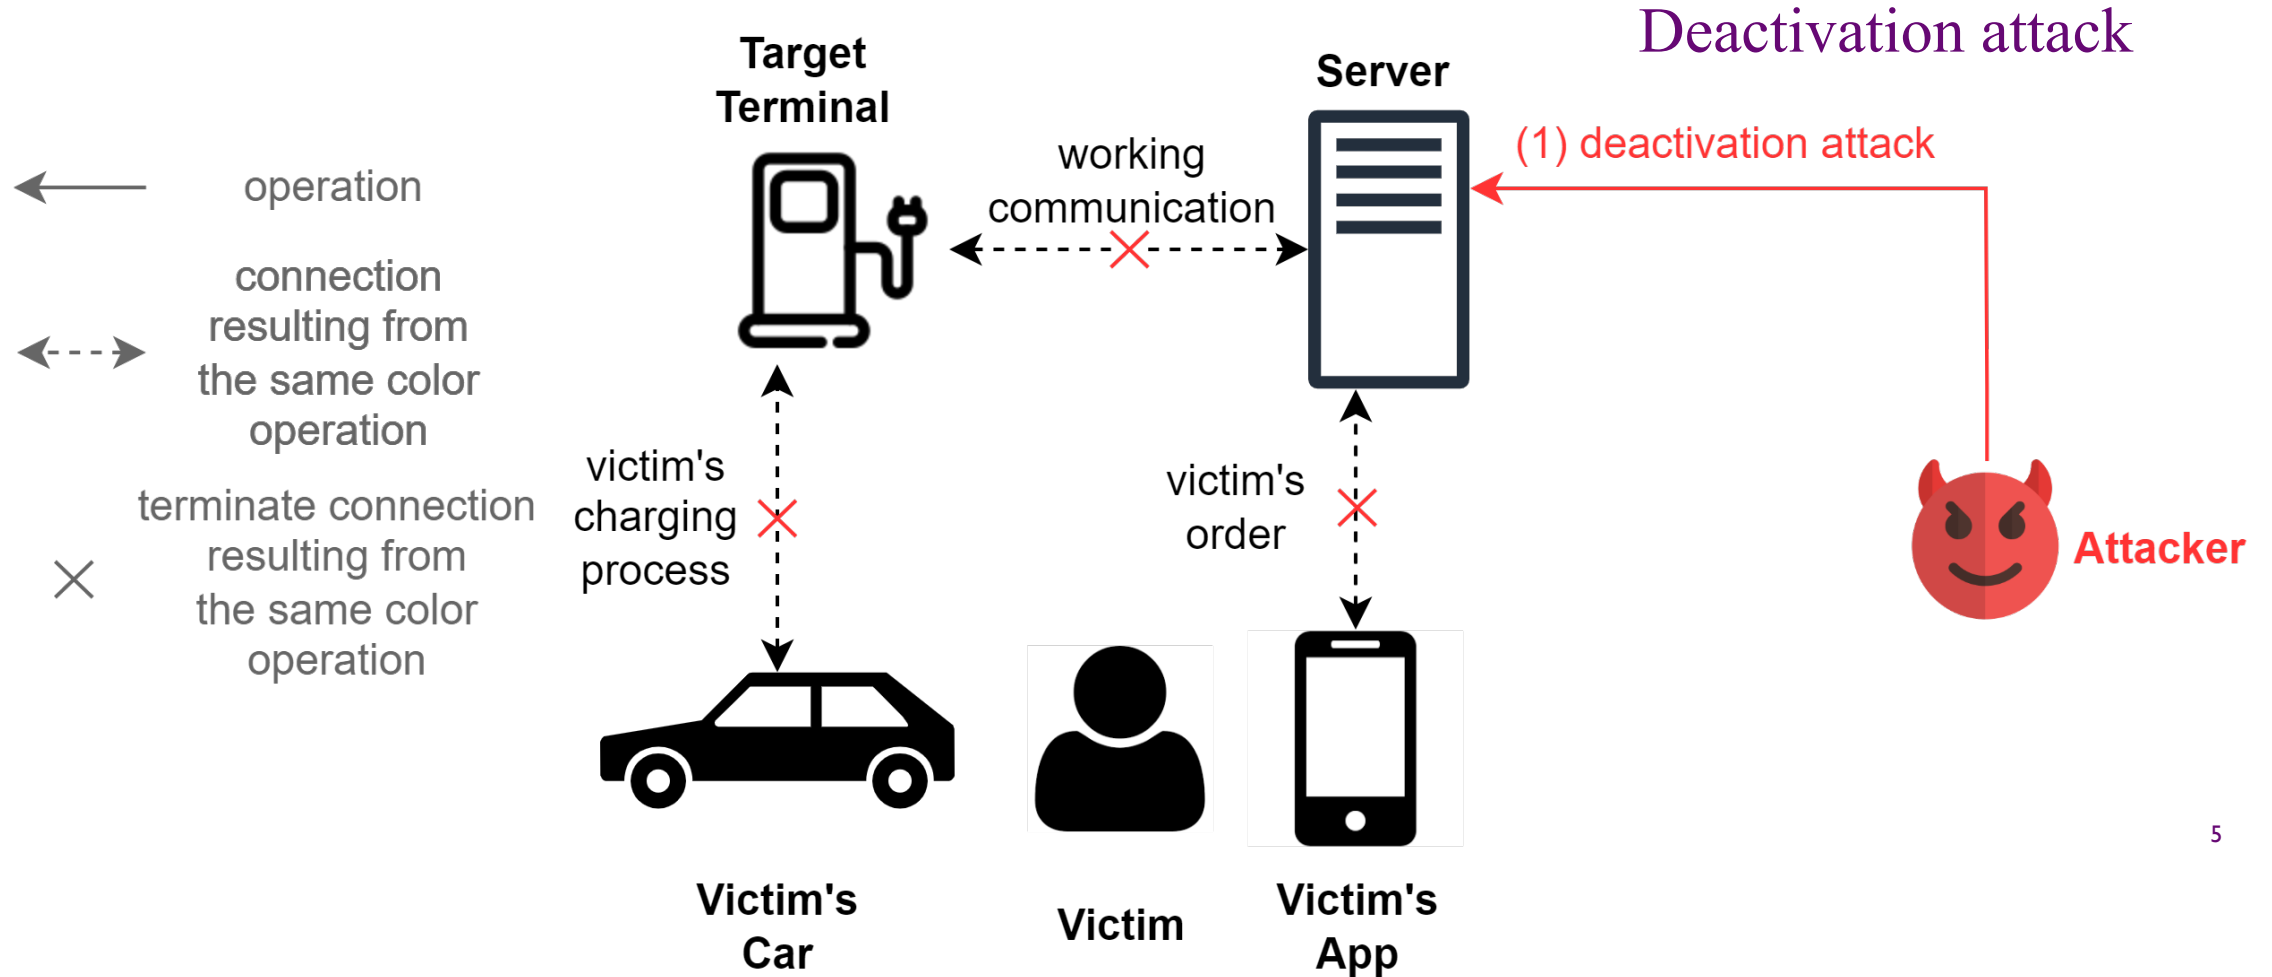 Deactivation attack
Target
Terminal
Server
(1) deactivation attack
working
communication
operation
connection
resulting from
the same color
operation
victim's
charging
process
victim's
order
terminate connection
resulting from
the same color
operation
Attacker
Victim's
Car
Victim
Victim's
App
5